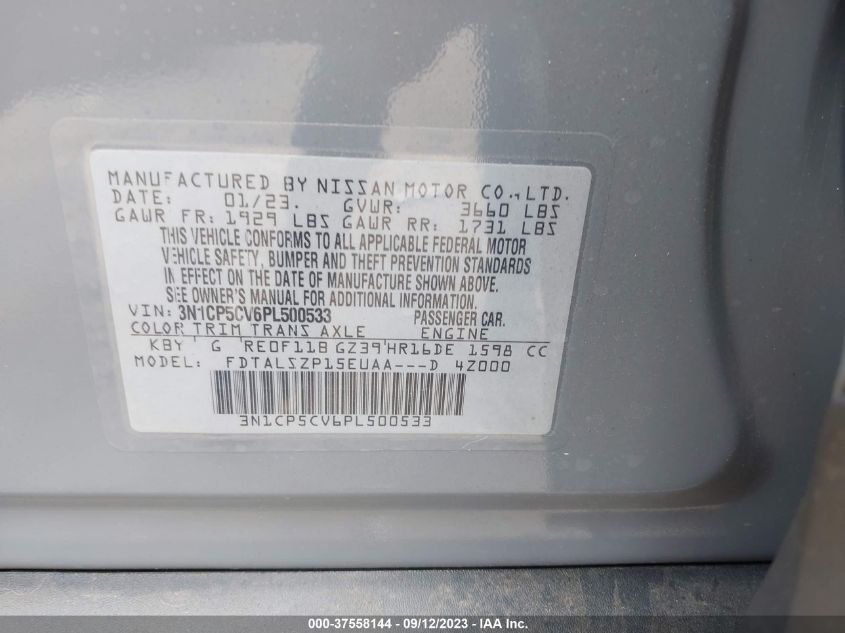 MANUFACTURED BY NISSAN MOTOR CO.,LTD.
DATE: 01/23. GVWR: 3660 LBS
GAWR FR: 1929 LBS GAWR RR: 1731 LBS
THIS VEHICLE CONFORMS TO ALL APPLICABLE FEDERAL MOTOR
VEHICLE SAFETY, BUMPER AND THEFT PREVENTION STANDARDS
IN EFFECT ON THE DATE OF MANUFACTURE SHOWN ABOVE.
SEE OWNER'S MANUAL FOR ADDITIONAL INFORMATION.
VIN: 3N1CP5CV6PL500533 PASSENGER CAR.
COLOR TRIM TRANS AXLE ENGINE
KBY G RE0F11B GZ39 HR16DE 1598 CC
MODEL: FDTALSZP15EUAA---D 4Z000
3N1CP5CV6PL500533
000-37558144 - 09/12/2023 - IAA Inc.